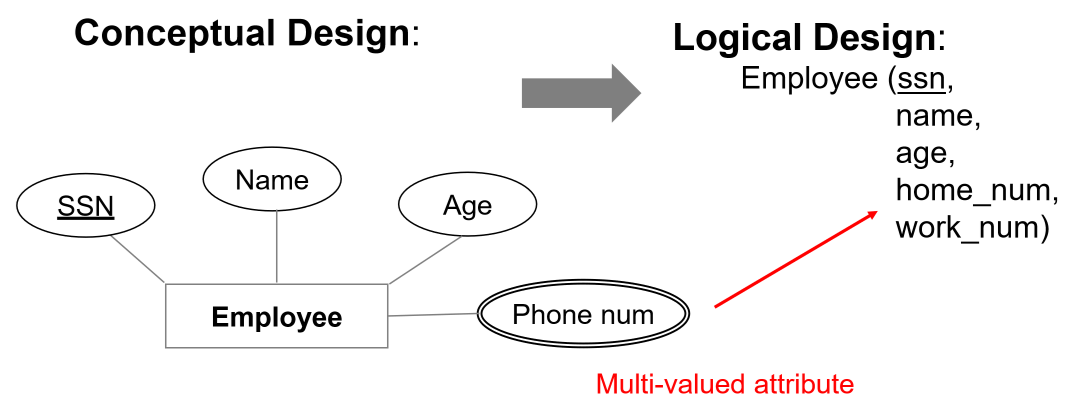 Conceptual Design:
Logical Design:
Employee (ssn,
name,
age,
home_num,
work_num)
SSN
Name
Age
Employee
Phone num
Multi-valued attribute